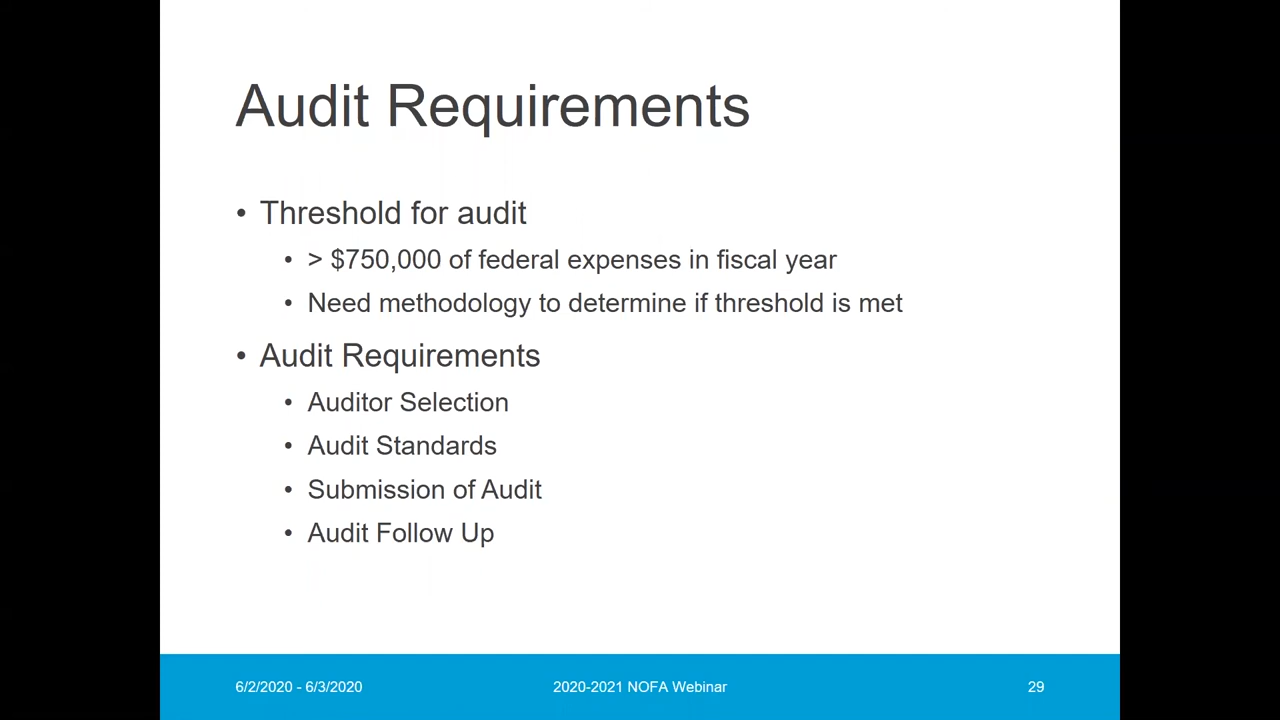 Audit Requirements
• Threshold for audit
• > $750,000 of federal expenses in fiscal year
• Need methodology to determine if threshold is met
• Audit Requirements
• Auditor Selection
• Audit Standards
• Submission of Audit
• Audit Follow Up
6/2/2020 - 6/3/2020
2020-2021 NOFA Webinar
29